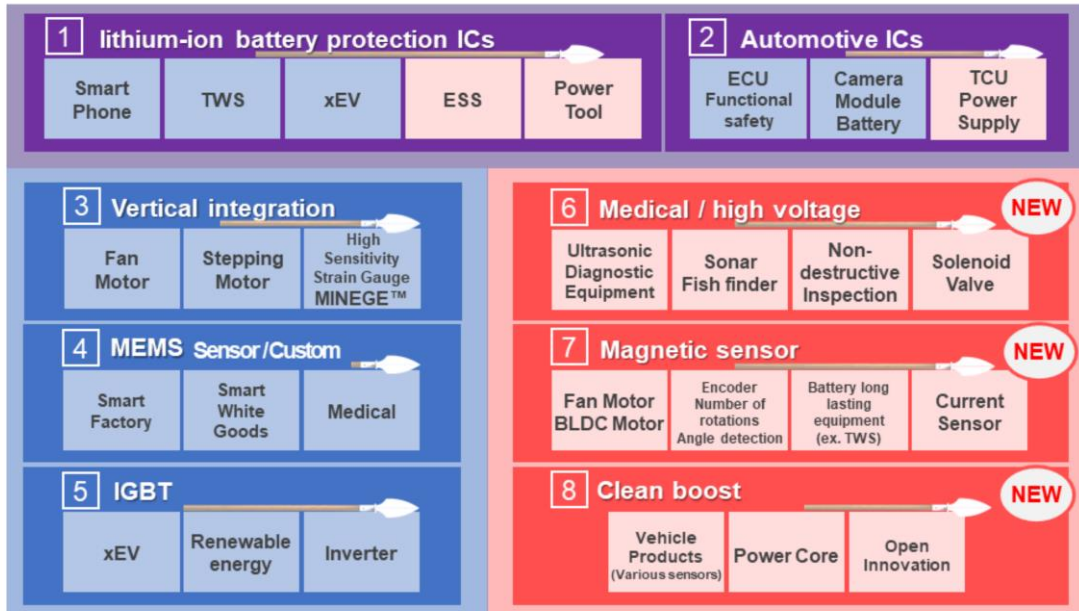 1 lithium-ion battery protection ICs
Smart
Phone
TWS
xEV
ESS
Power
Tool
2 Automotive ICs
ECU
Functional
safety
Camera
Module
Battery
TCU
Power
Supply
3 Vertical integration
Fan
Motor
Stepping
Motor
High
Sensitivity
Strain Gauge
MINEGE™
4 MEMS Sensor/Custom
Smart
Factory
Smart
White
Goods
Medical
5 IGBT
xEV
Renewable
energy
Inverter
6 Medical / high voltage
NEW
Ultrasonic
Diagnostic
Equipment
Sonar
Fish finder
Non-
destructive
Inspection
Solenoid
Valve
7 Magnetic sensor
NEW
Fan Motor
BLDC Motor
Encoder
Number of
rotations
Angle detection
Battery long
lasting
equipment
(ex. TWS)
Current
Sensor
8 Clean boost
NEW
Vehicle
Products
(Various sensors)
Power Core
Open
Innovation